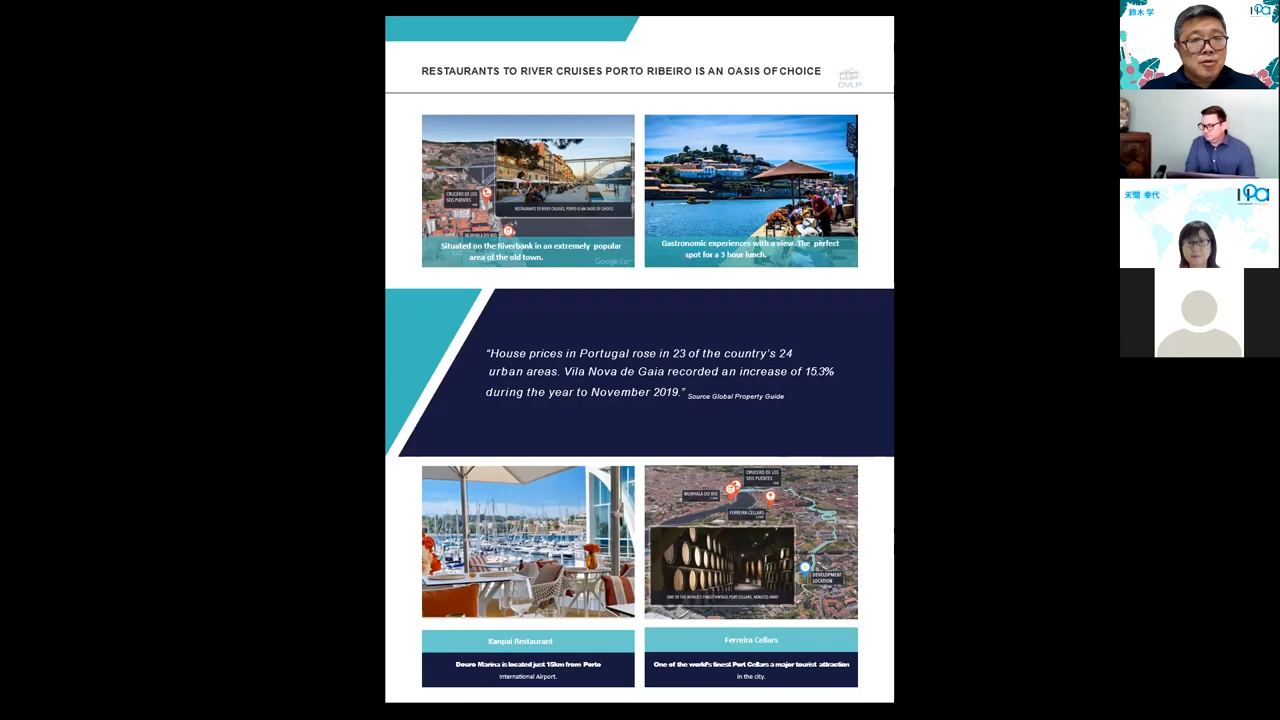 RESTAURANTS TO RIVER CRUISES PORTO RIBEIRO IS AN OASIS OF CHOICE
DVLP
CRUCERO DE LOS
SEIS PUENTES
RESTAURANTS TO RIVER CRUISES, PORTO IS AN OASIS OF CHOICE
MURHALA DO RIO
Situated on the Riverbank in an extremely popular
area of the old town.
Google Earth
Gastronomic experiences with a view. The perfect
spot for a 3 hour lunch.
“House prices in Portugal rose in 23 of the country’s 24
urban areas. Vila Nova de Gaia recorded an increase of 15.3%
during the year to November 2019.” Source Global Property Guide
CRUCERO DE LOS
SEIS PUENTES
MURHALA DO RIO
FERREIRA CELLARS
DEVELOPMENT
LOCATION
ONE OF THE WORLD'S FINEST VINTAGE PORT CELLARS, MINUTES AWAY
Kanpai Restaurant
Douro Marina is located just 15km from Porto
International Airport.
Ferreira Cellars
One of the world's finest Port Cellars a major tourist attraction
in the city.
鈴木 学
IPA
天間 幸代
IPA